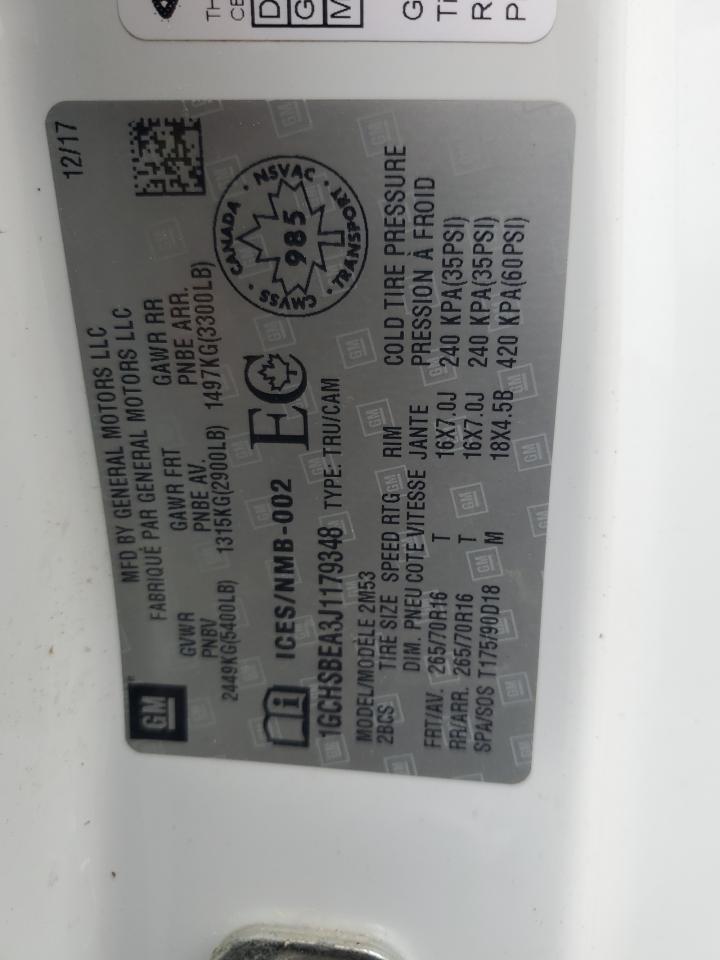 12/17
MFD BY GENERAL MOTORS LLC
FABRIQUÉ PAR GENERAL MOTORS LLC
GM
GVWR GAWR FRT GAWR RR
PNBV PNBE AV. PNBE ARR.
2449KG(5400LB) 1315KG(2900LB) 1497KG(3300LB)
ICES/NMB-002 EC
CANADA · NSVAC · TRANSPORT · CMVSS
985
1GCHSBEA3J1179348 TYPE: TRU/CAM
MODEL/MODÈLE 2M53
2BCS TIRE SIZE SPEED RTG RIM COLD TIRE PRESSURE
DIM. PNEU COTE VITESSE JANTE PRESSION À FROID
FRT/AV. 265/70R16 T 16X7.0J 240 KPA(35PSI)
RR/ARR. 265/70R16 T 16X7.0J 240 KPA(35PSI)
SPA/SOS T175/90D18 M 18X4.5B 420 KPA(60PSI)